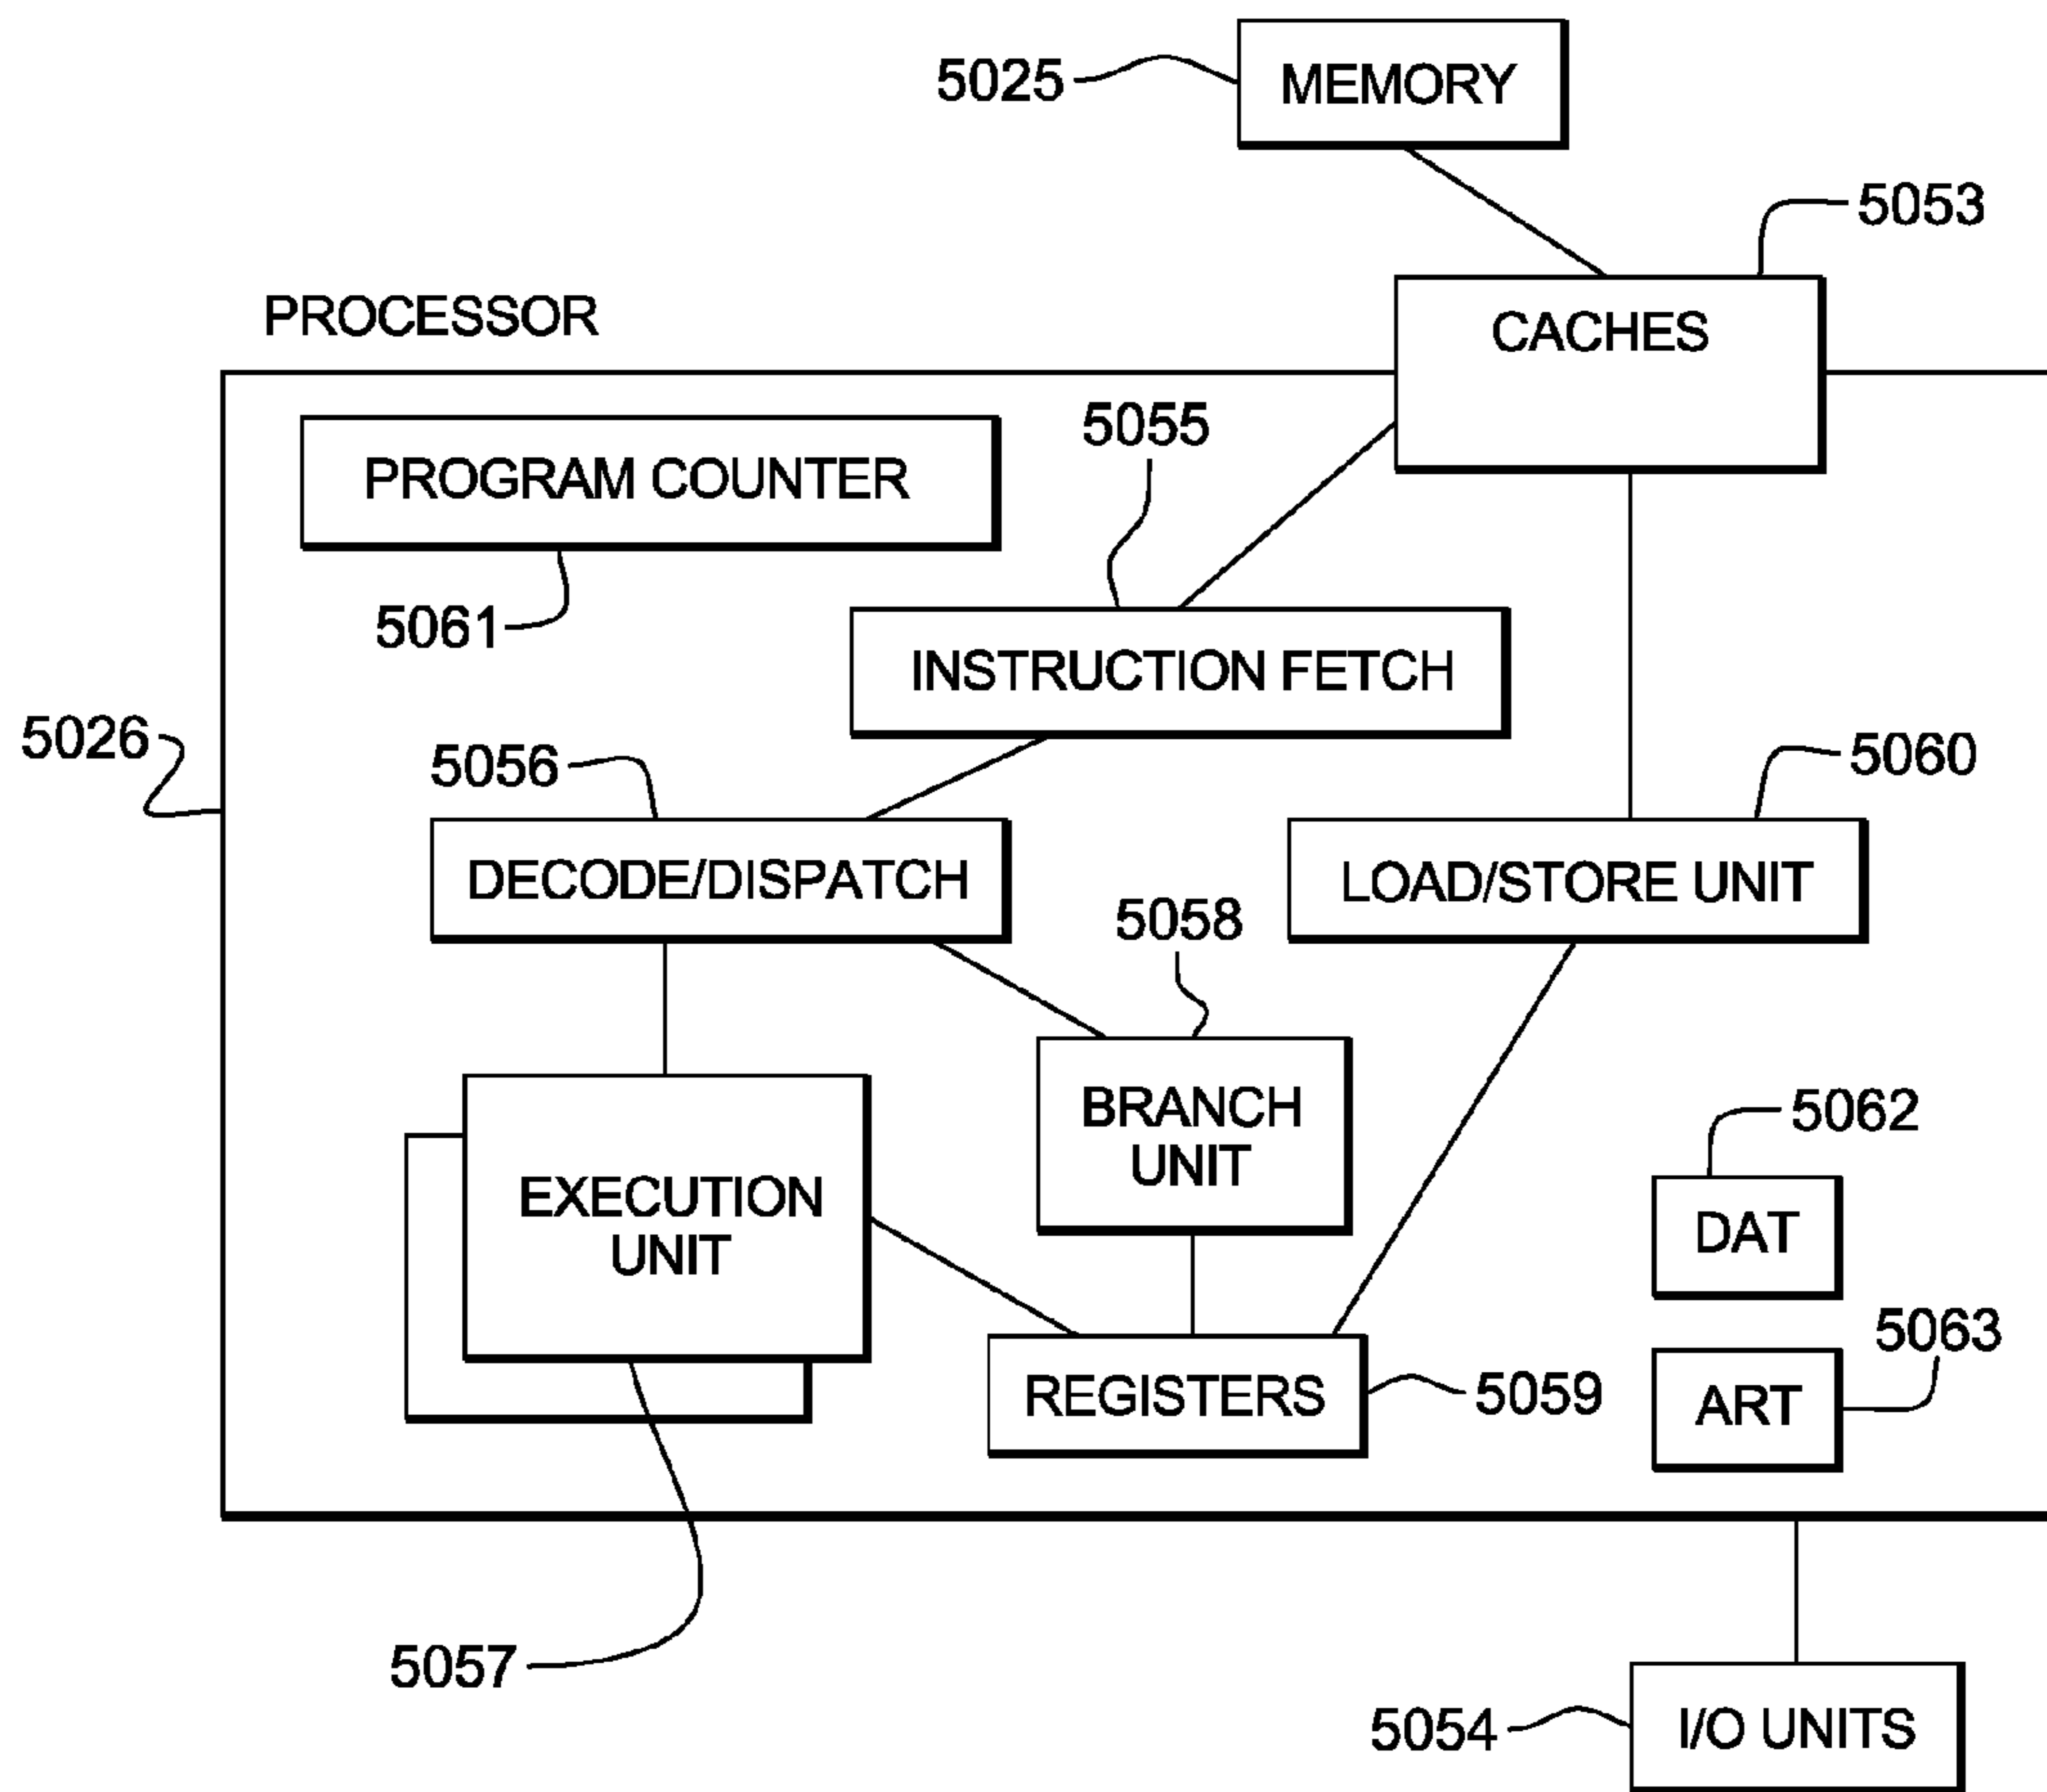 MEMORY
5025
5053
CACHES
PROCESSOR
5055
PROGRAM COUNTER
5061
INSTRUCTION FETCH
5026
5056
5060
DECODE/DISPATCH
LOAD/STORE UNIT
5058
BRANCH
UNIT
5062
EXECUTION
UNIT
DAT
5063
REGISTERS
5059
ART
5057
5054
I/O UNITS